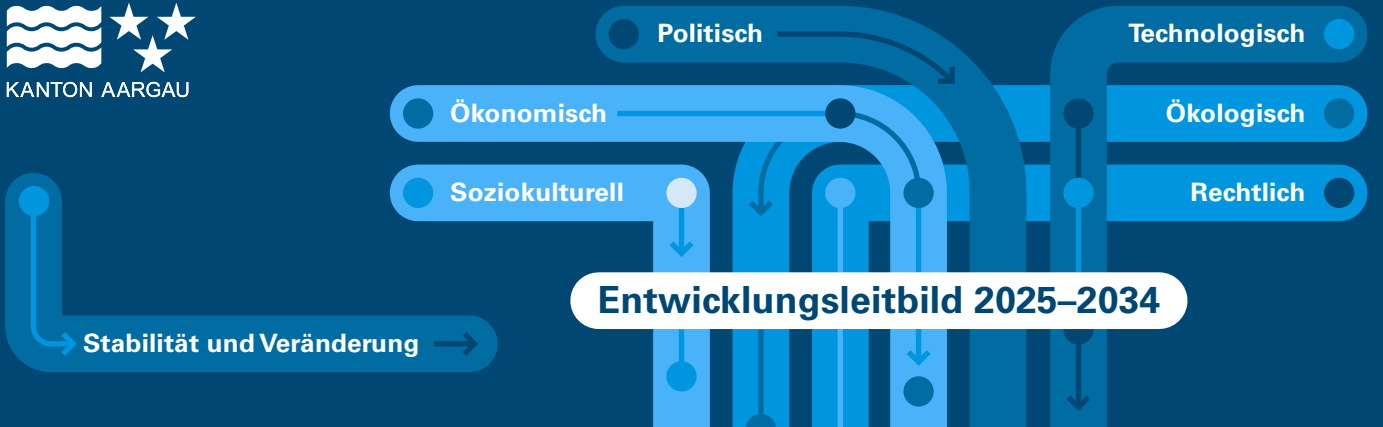 KANTON AARGAU
Politisch
Technologisch
Ökonomisch
Ökologisch
Soziokulturell
Rechtlich
Entwicklungsleitbild 2025–2034
Stabilität und Veränderung